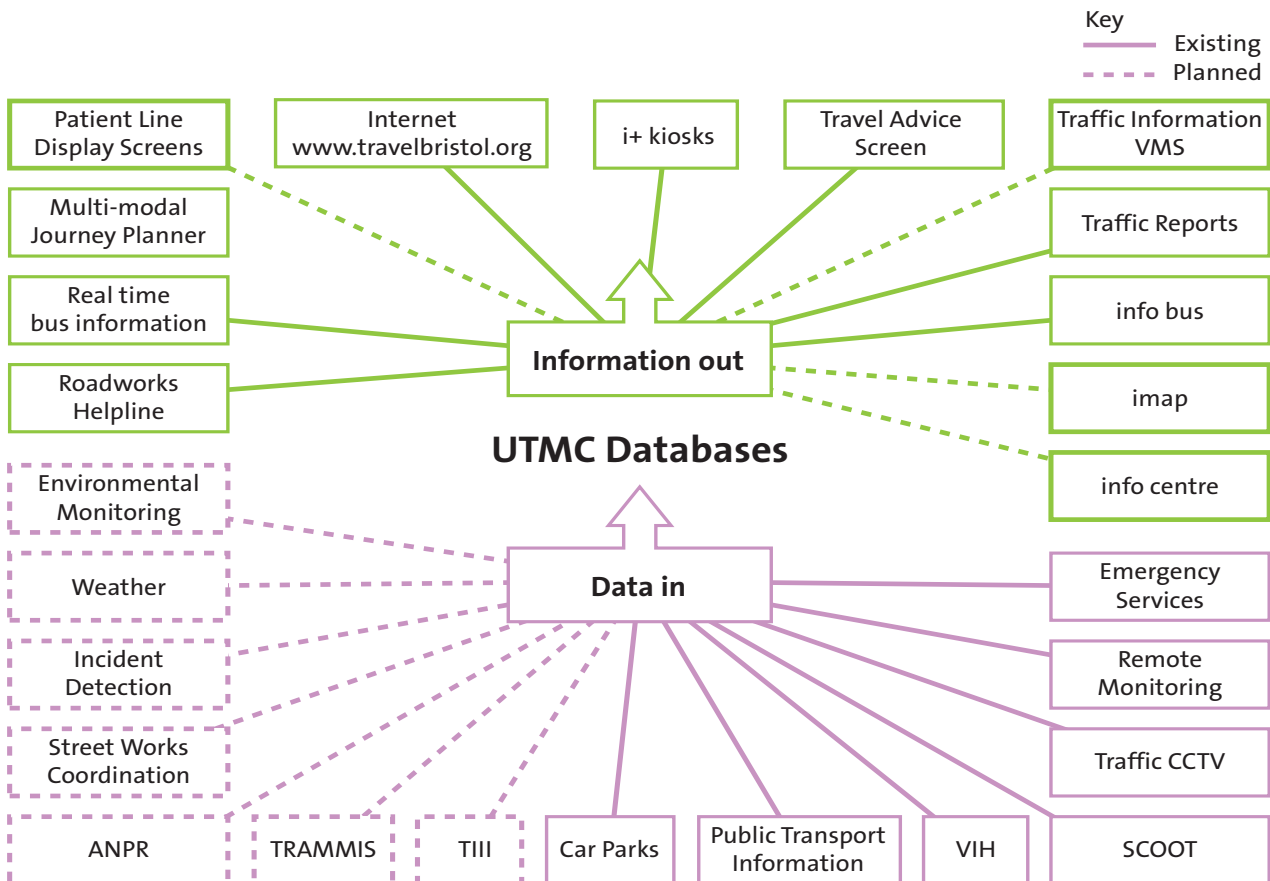 Key
Existing
Planned
Patient Line
Display Screens
Internet
www.travelbristol.org
i+ kiosks
Travel Advice
Screen
Traffic Information
VMS
Multi-modal
Journey Planner
Traffic Reports
Real time
bus information
info bus
Information out
Roadworks
Helpline
imap
UTMC Databases
info centre
Environmental
Monitoring
Weather
Data in
Emergency
Services
Incident
Detection
Remote
Monitoring
Street Works
Coordination
Traffic CCTV
ANPR
TRAMMIS
TIII
Car Parks
Public Transport
Information
VIH
SCOOT